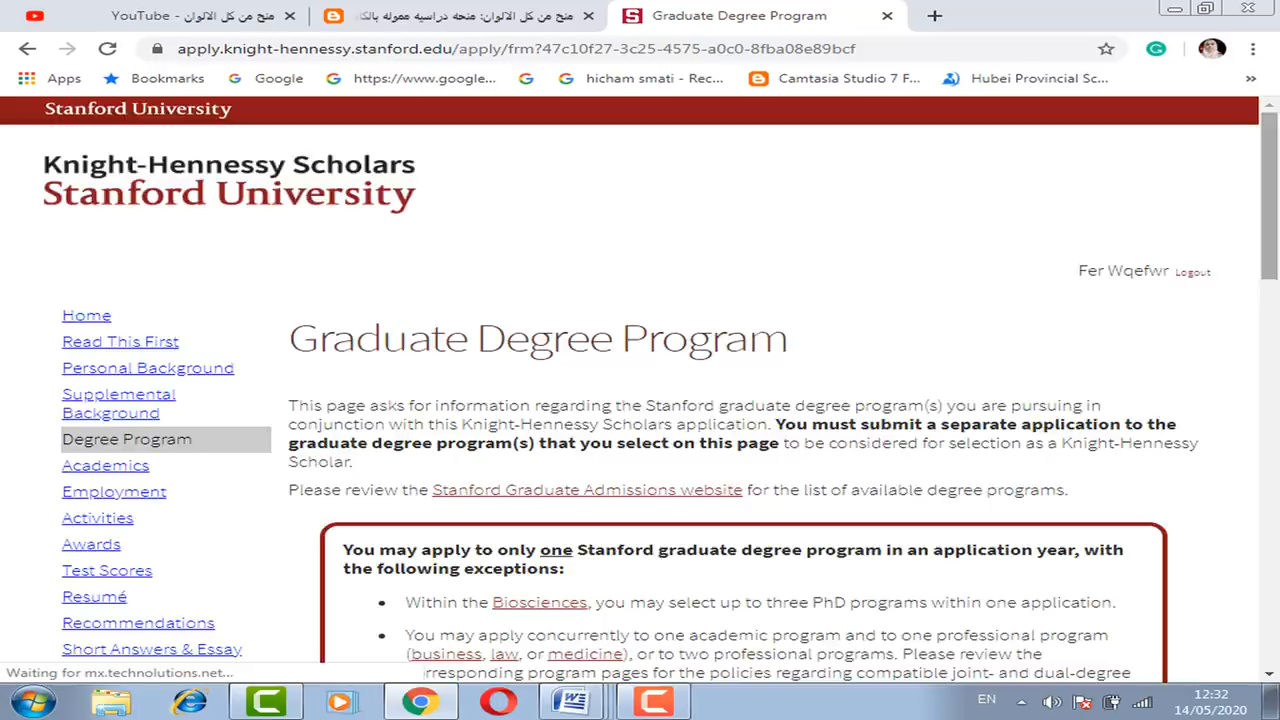 YouTube - منح من كل الالوان
منح من كل الالوان: منحه دراسيه مموله بالكا
Graduate Degree Program
apply.knight-hennessy.stanford.edu/apply/frm?47c10f27-3c25-4575-a0c0-8fba08e89bcf
Apps Bookmarks Google https://www.google... hicham smati - Rec... Camtasia Studio 7 F... Hubei Provincial Sc... »
Stanford University
Knight-Hennessy Scholars
Stanford University
Fer Wqefwr Logout
Home
Read This First
Personal Background
Supplemental
Background
Degree Program
Academics
Employment
Activities
Awards
Test Scores
Resumé
Recommendations
Short Answers & Essay
Graduate Degree Program
This page asks for information regarding the Stanford graduate degree program(s) you are pursuing in
conjunction with this Knight-Hennessy Scholars application. You must submit a separate application to the
graduate degree program(s) that you select on this page to be considered for selection as a Knight-Hennessy
Scholar.
Please review the Stanford Graduate Admissions website for the list of available degree programs.
You may apply to only one Stanford graduate degree program in an application year, with
the following exceptions:
• Within the Biosciences, you may select up to three PhD programs within one application.
• You may apply concurrently to one academic program and to one professional program
(business, law, or medicine), or to two professional programs. Please review the
rresponding program pages for the policies regarding compatible joint- and dual-degree
Waiting for mx.technolutions.net...
EN
12:32
14/05/2020